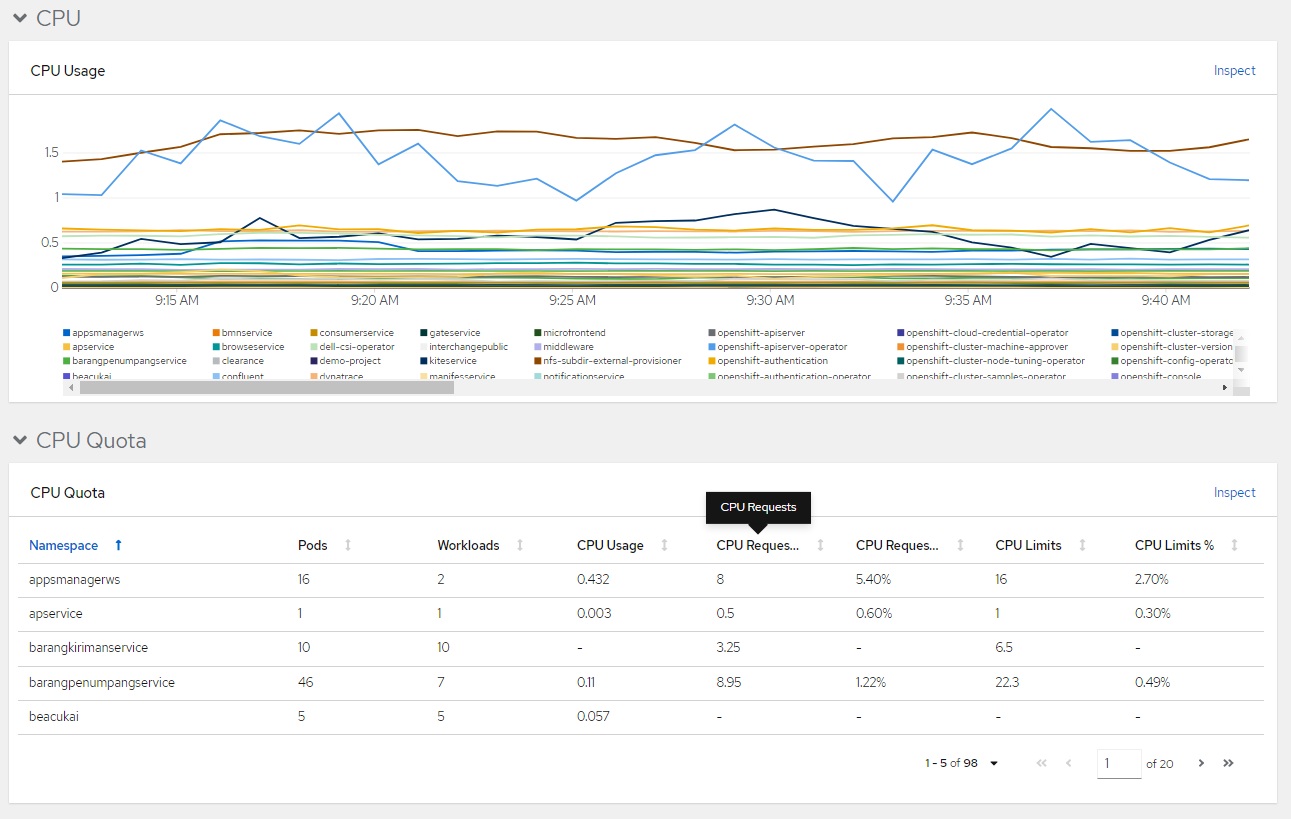 CPU
CPU Usage Inspect
1.5
1
0.5
0
9:15 AM 9:20 AM 9:25 AM 9:30 AM 9:35 AM 9:40 AM
appsmanagerws bmnservice consumerservice gateservice microfrontend openshift-apiserver openshift-cloud-credential-operator openshift-cluster-storage
apservice browseservice dell-csi-operator interchangepublic middleware openshift-apiserver-operator openshift-cluster-machine-approver openshift-cluster-version
barangpenumpangservice clearance demo-project kiteservice nfs-subdir-external-provisioner openshift-authentication openshift-cluster-node-tuning-operator openshift-config-operato
beacukai confluent dynatrace manifesservice notificationservice openshift-authentication-operator openshift-cluster-samples-operator openshift-console
CPU Quota
CPU Quota Inspect
CPU Requests
Namespace Pods Workloads CPU Usage CPU Reques... CPU Reques... CPU Limits CPU Limits %
appsmanagerws 16 2 0.432 8 5.40% 16 2.70%
apservice 1 1 0.003 0.5 0.60% 1 0.30%
barangkirimanservice 10 10 - 3.25 - 6.5 -
barangpenumpangservice 46 7 0.11 8.95 1.22% 22.3 0.49%
beacukai 5 5 0.057 - - - -
1 - 5 of 98 1 of 20